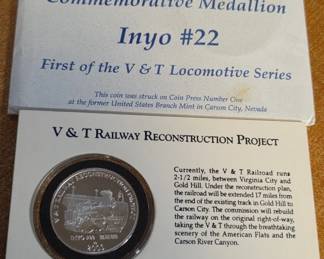 Commemorative Medallion
Inyo #22
First of the V & T Locomotive Series
This coin was struck on Coin Press Number One
at the former United States Branch Mint in Carson City, Nevada
V & T RAILWAY RECONSTRUCTION PROJECT
Currently, the V & T Railroad runs
2-1/2 miles, between Virginia City and
Gold Hill. Under the reconstruction plan,
the railroad will be extended 17 miles from
the end of the existing track in Gold Hill to
Carson City. The commission will rebuild
the railway on the original right-of-way,
taking the V & T through the breathtaking
scenery of the American Flats and the
Carson River Canyon.
V & T RAILWAY RECONSTRUCTION PROJECT
INYO